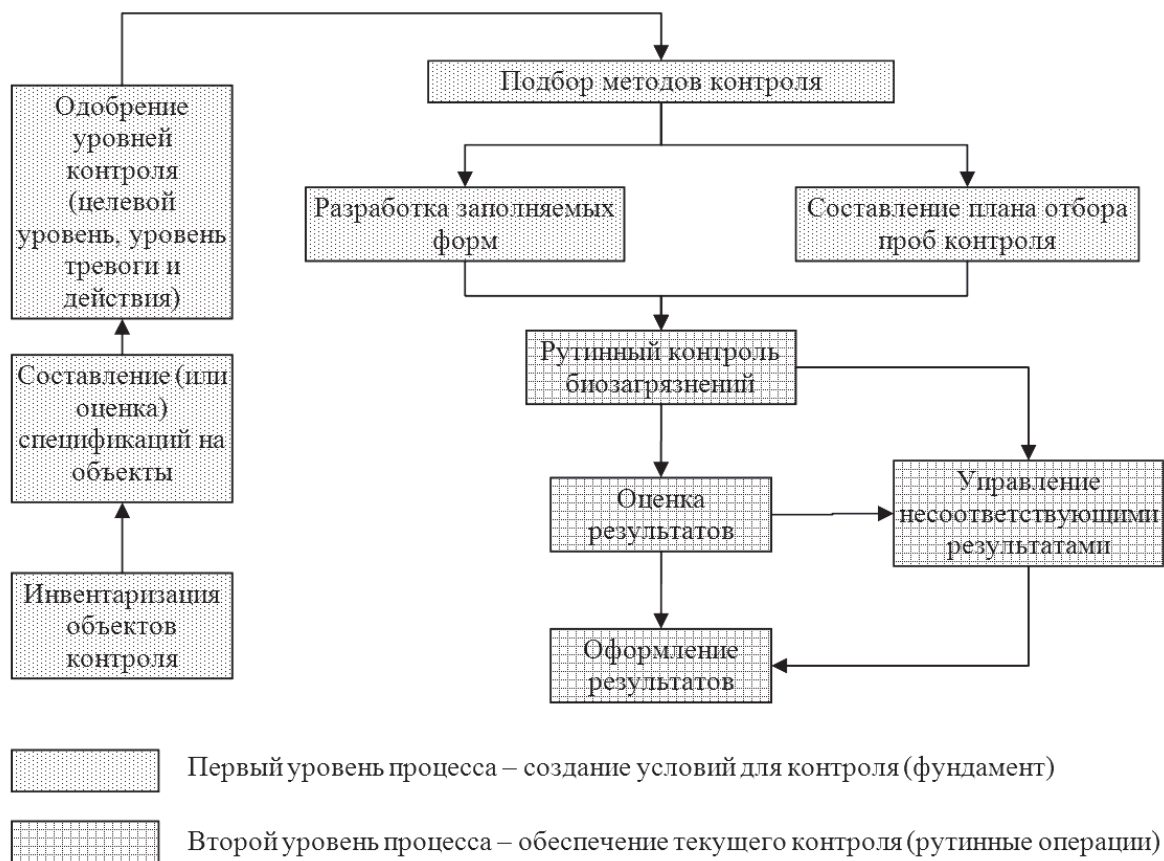 Подбор методов контроля
Одобрение
уровней
контроля
(целевой
уровень, уровень
тревоги и
действия)
Разработка заполняемых
форм
Составление плана отбора
проб контроля
Рутинный контроль
биозагрязнений
Составление (или
оценка)
спецификаций на
объекты
Оценка
результатов
Управление
несоответствующими
результатами
Инвентаризация
объектов
контроля
Оформление
результатов
Первый уровень процесса – создание условий для контроля (фундамент)
Второй уровень процесса – обеспечение текущего контроля (рутинные операции)